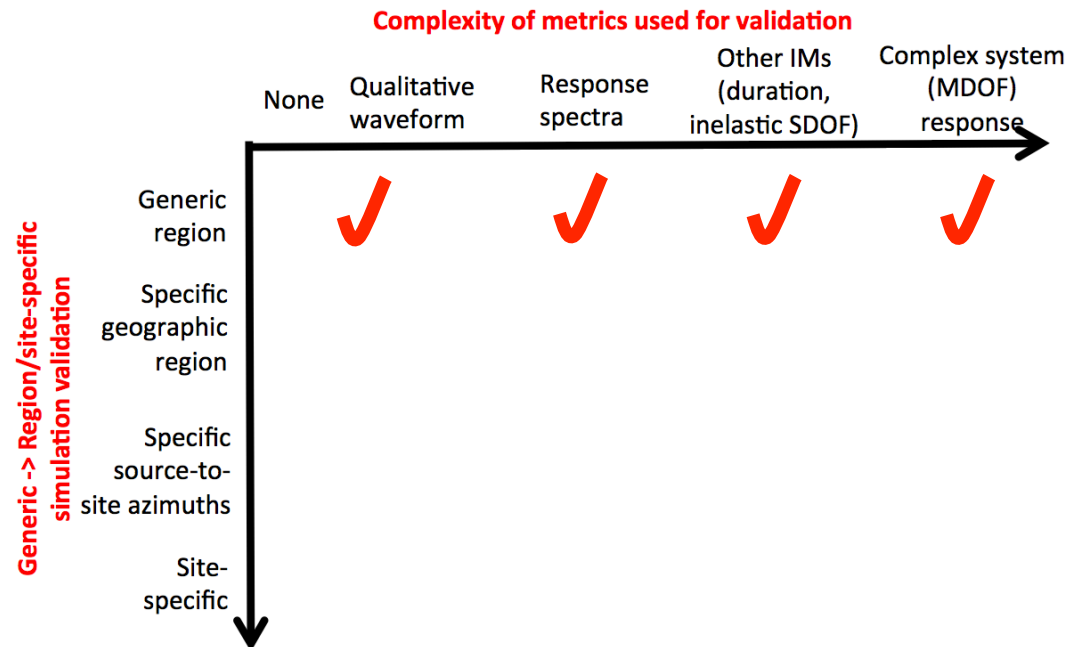 Complexity of metrics used for validation
None
Qualitative
waveform
Response
spectra
Other IMs
(duration,
inelastic SDOF)
Complex system
(MDOF)
response
Generic -> Region/site-specific
simulation validation
Generic
region
Specific
geographic
region
Specific
source-to-
site azimuths
Site-
specific